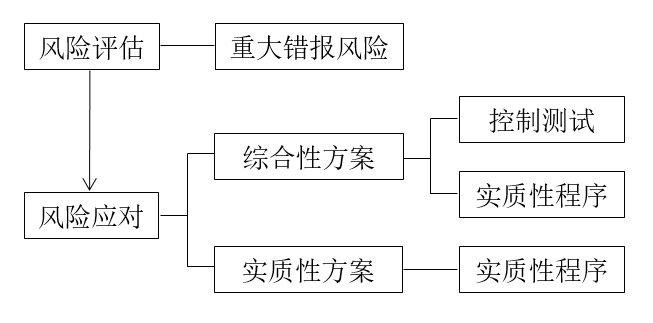 风险评估
重大错报风险
控制测试
综合性方案
实质性程序
风险应对
实质性方案
实质性程序